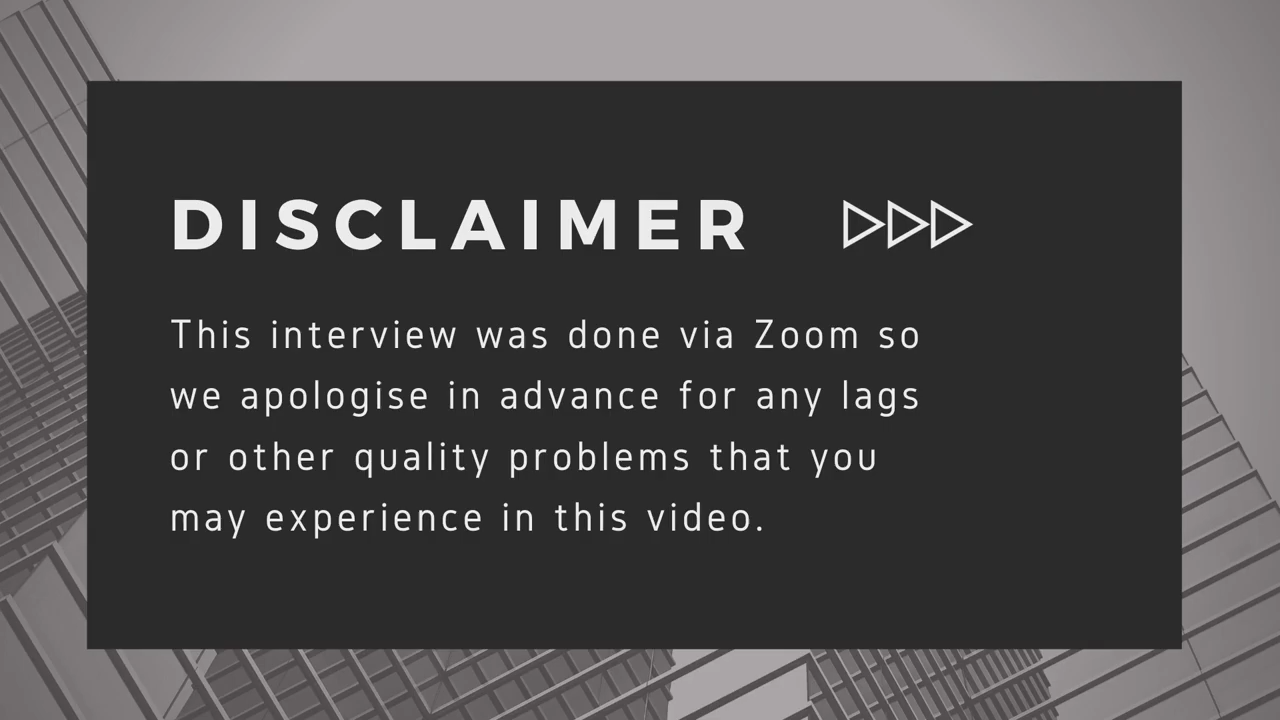 DISCLAIMER
This interview was done via Zoom so
we apologise in advance for any lags
or other quality problems that you
may experience in this video.